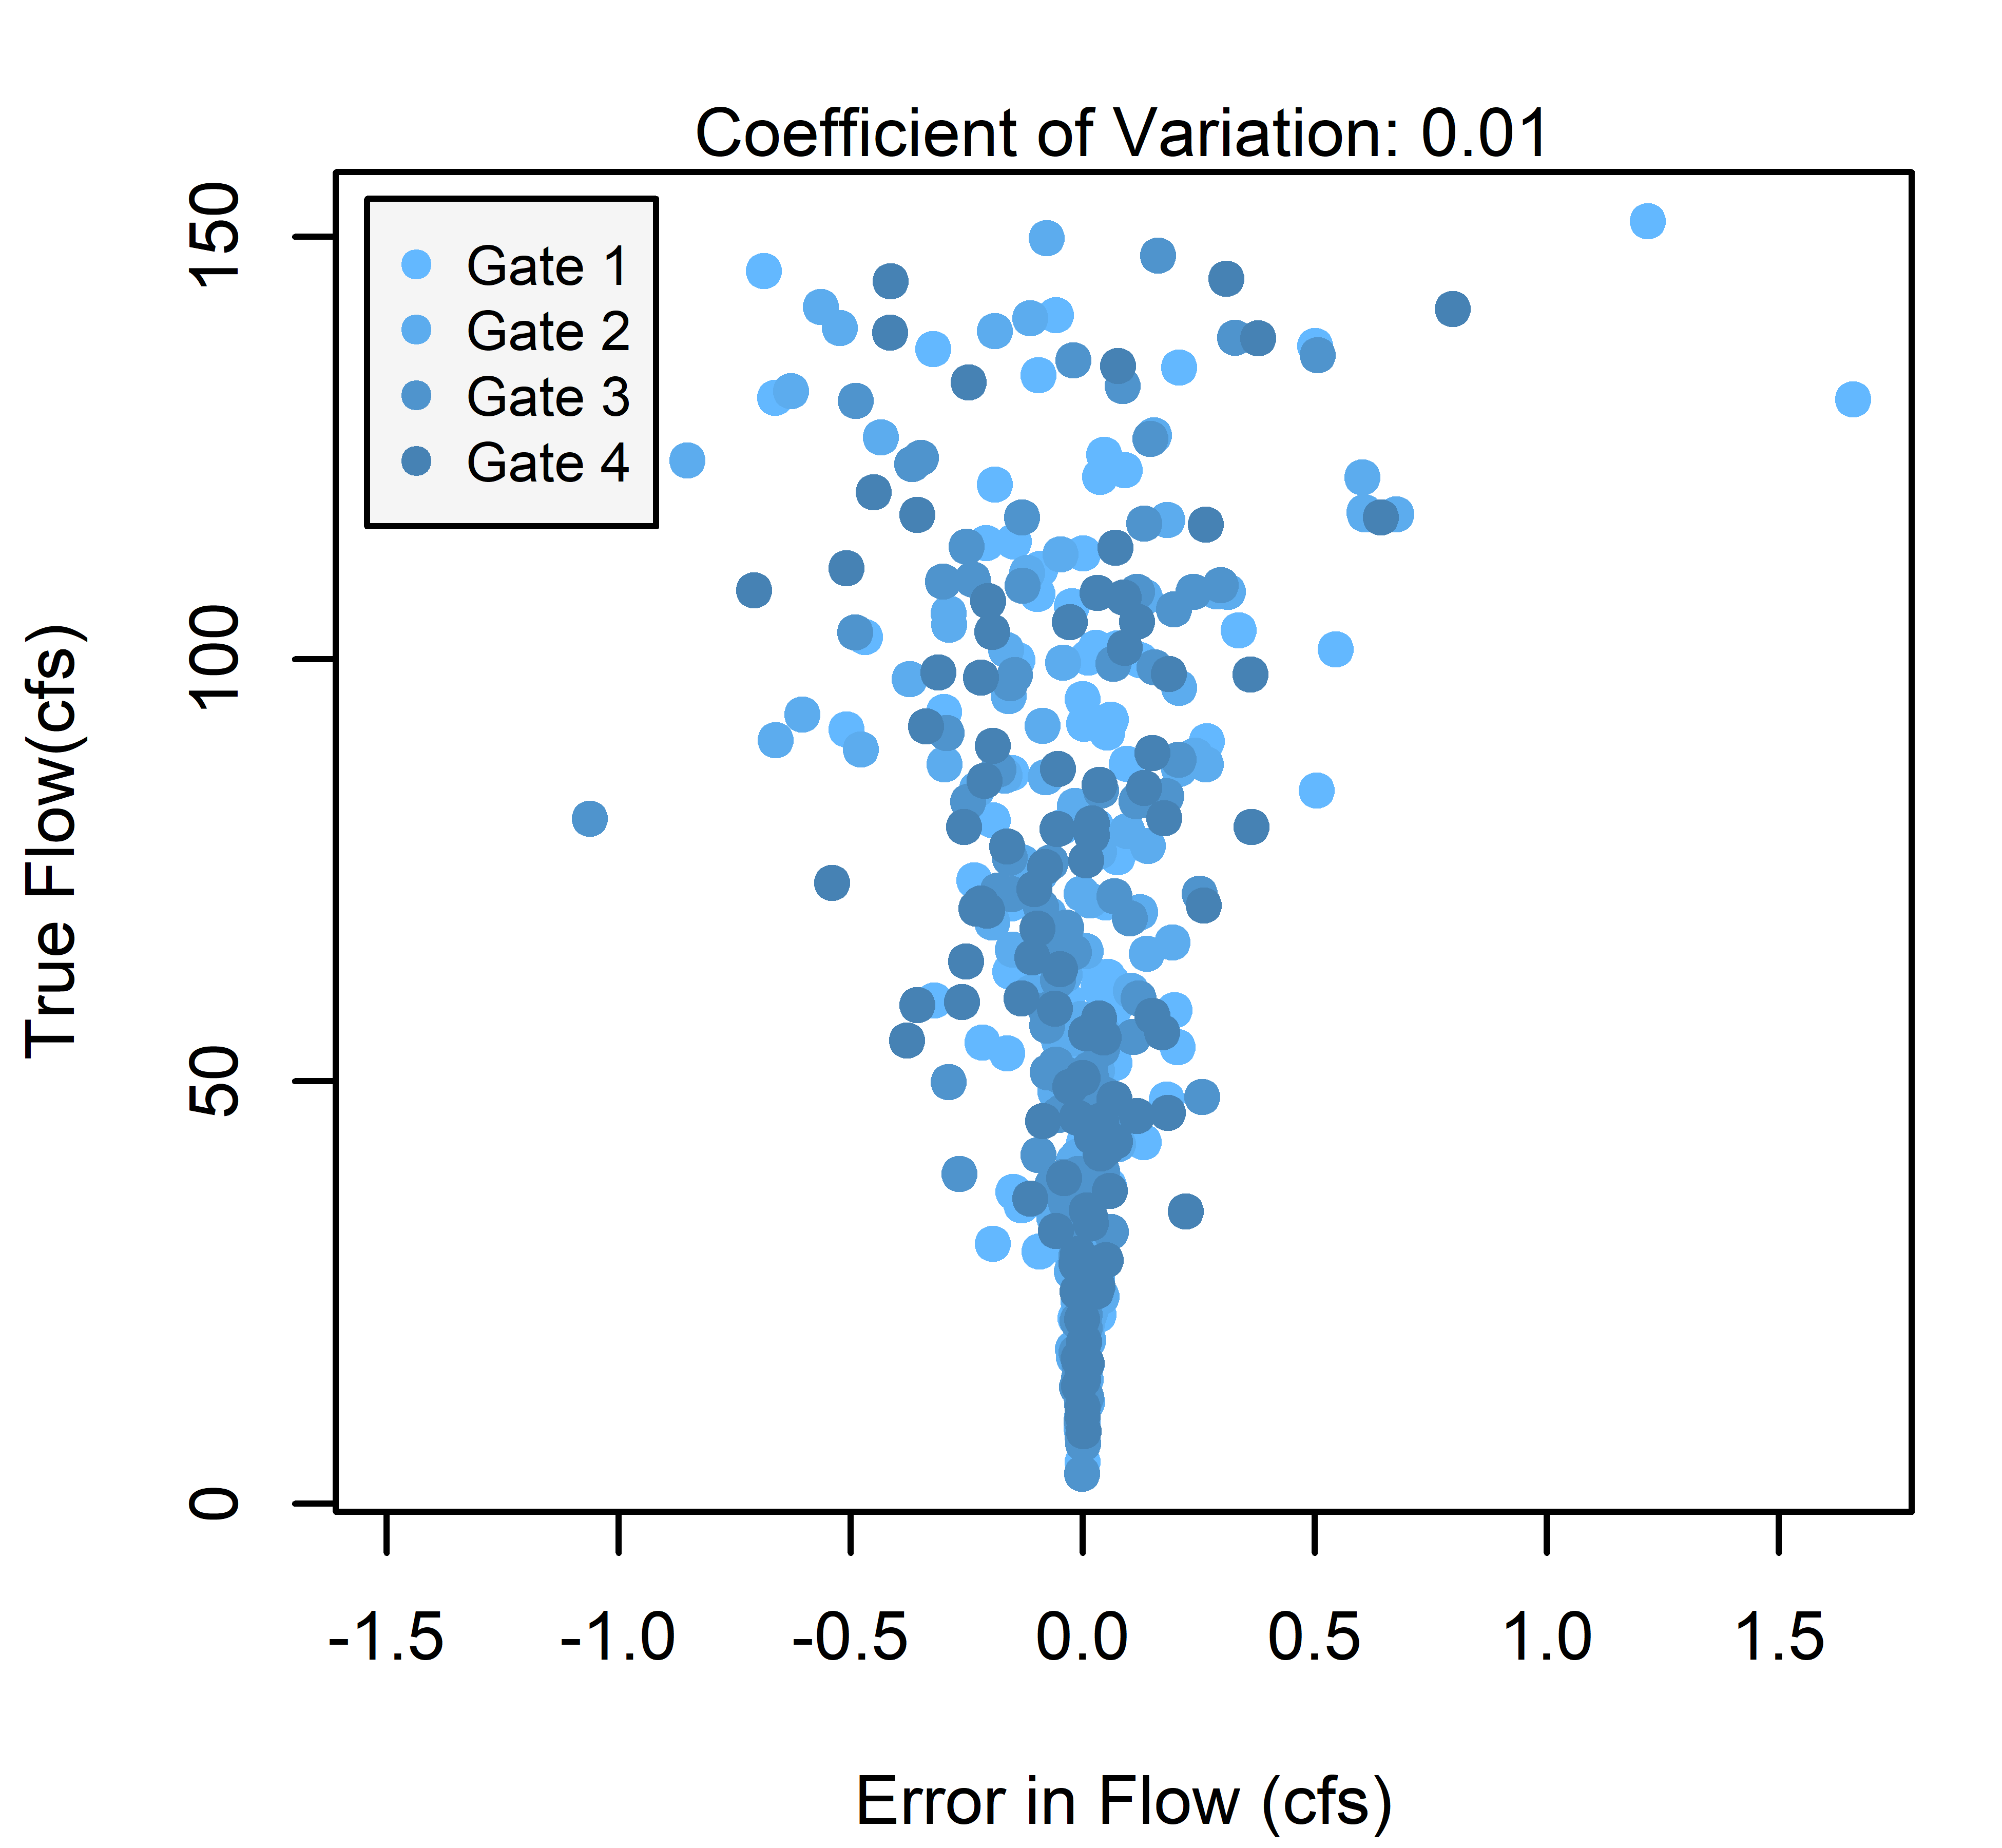 Coefficient of Variation: 0.01
Gate 1
Gate 2
Gate 3
Gate 4
True Flow(cfs)
150
100
50
0
-1.5 -1.0 -0.5 0.0 0.5 1.0 1.5
Error in Flow (cfs)